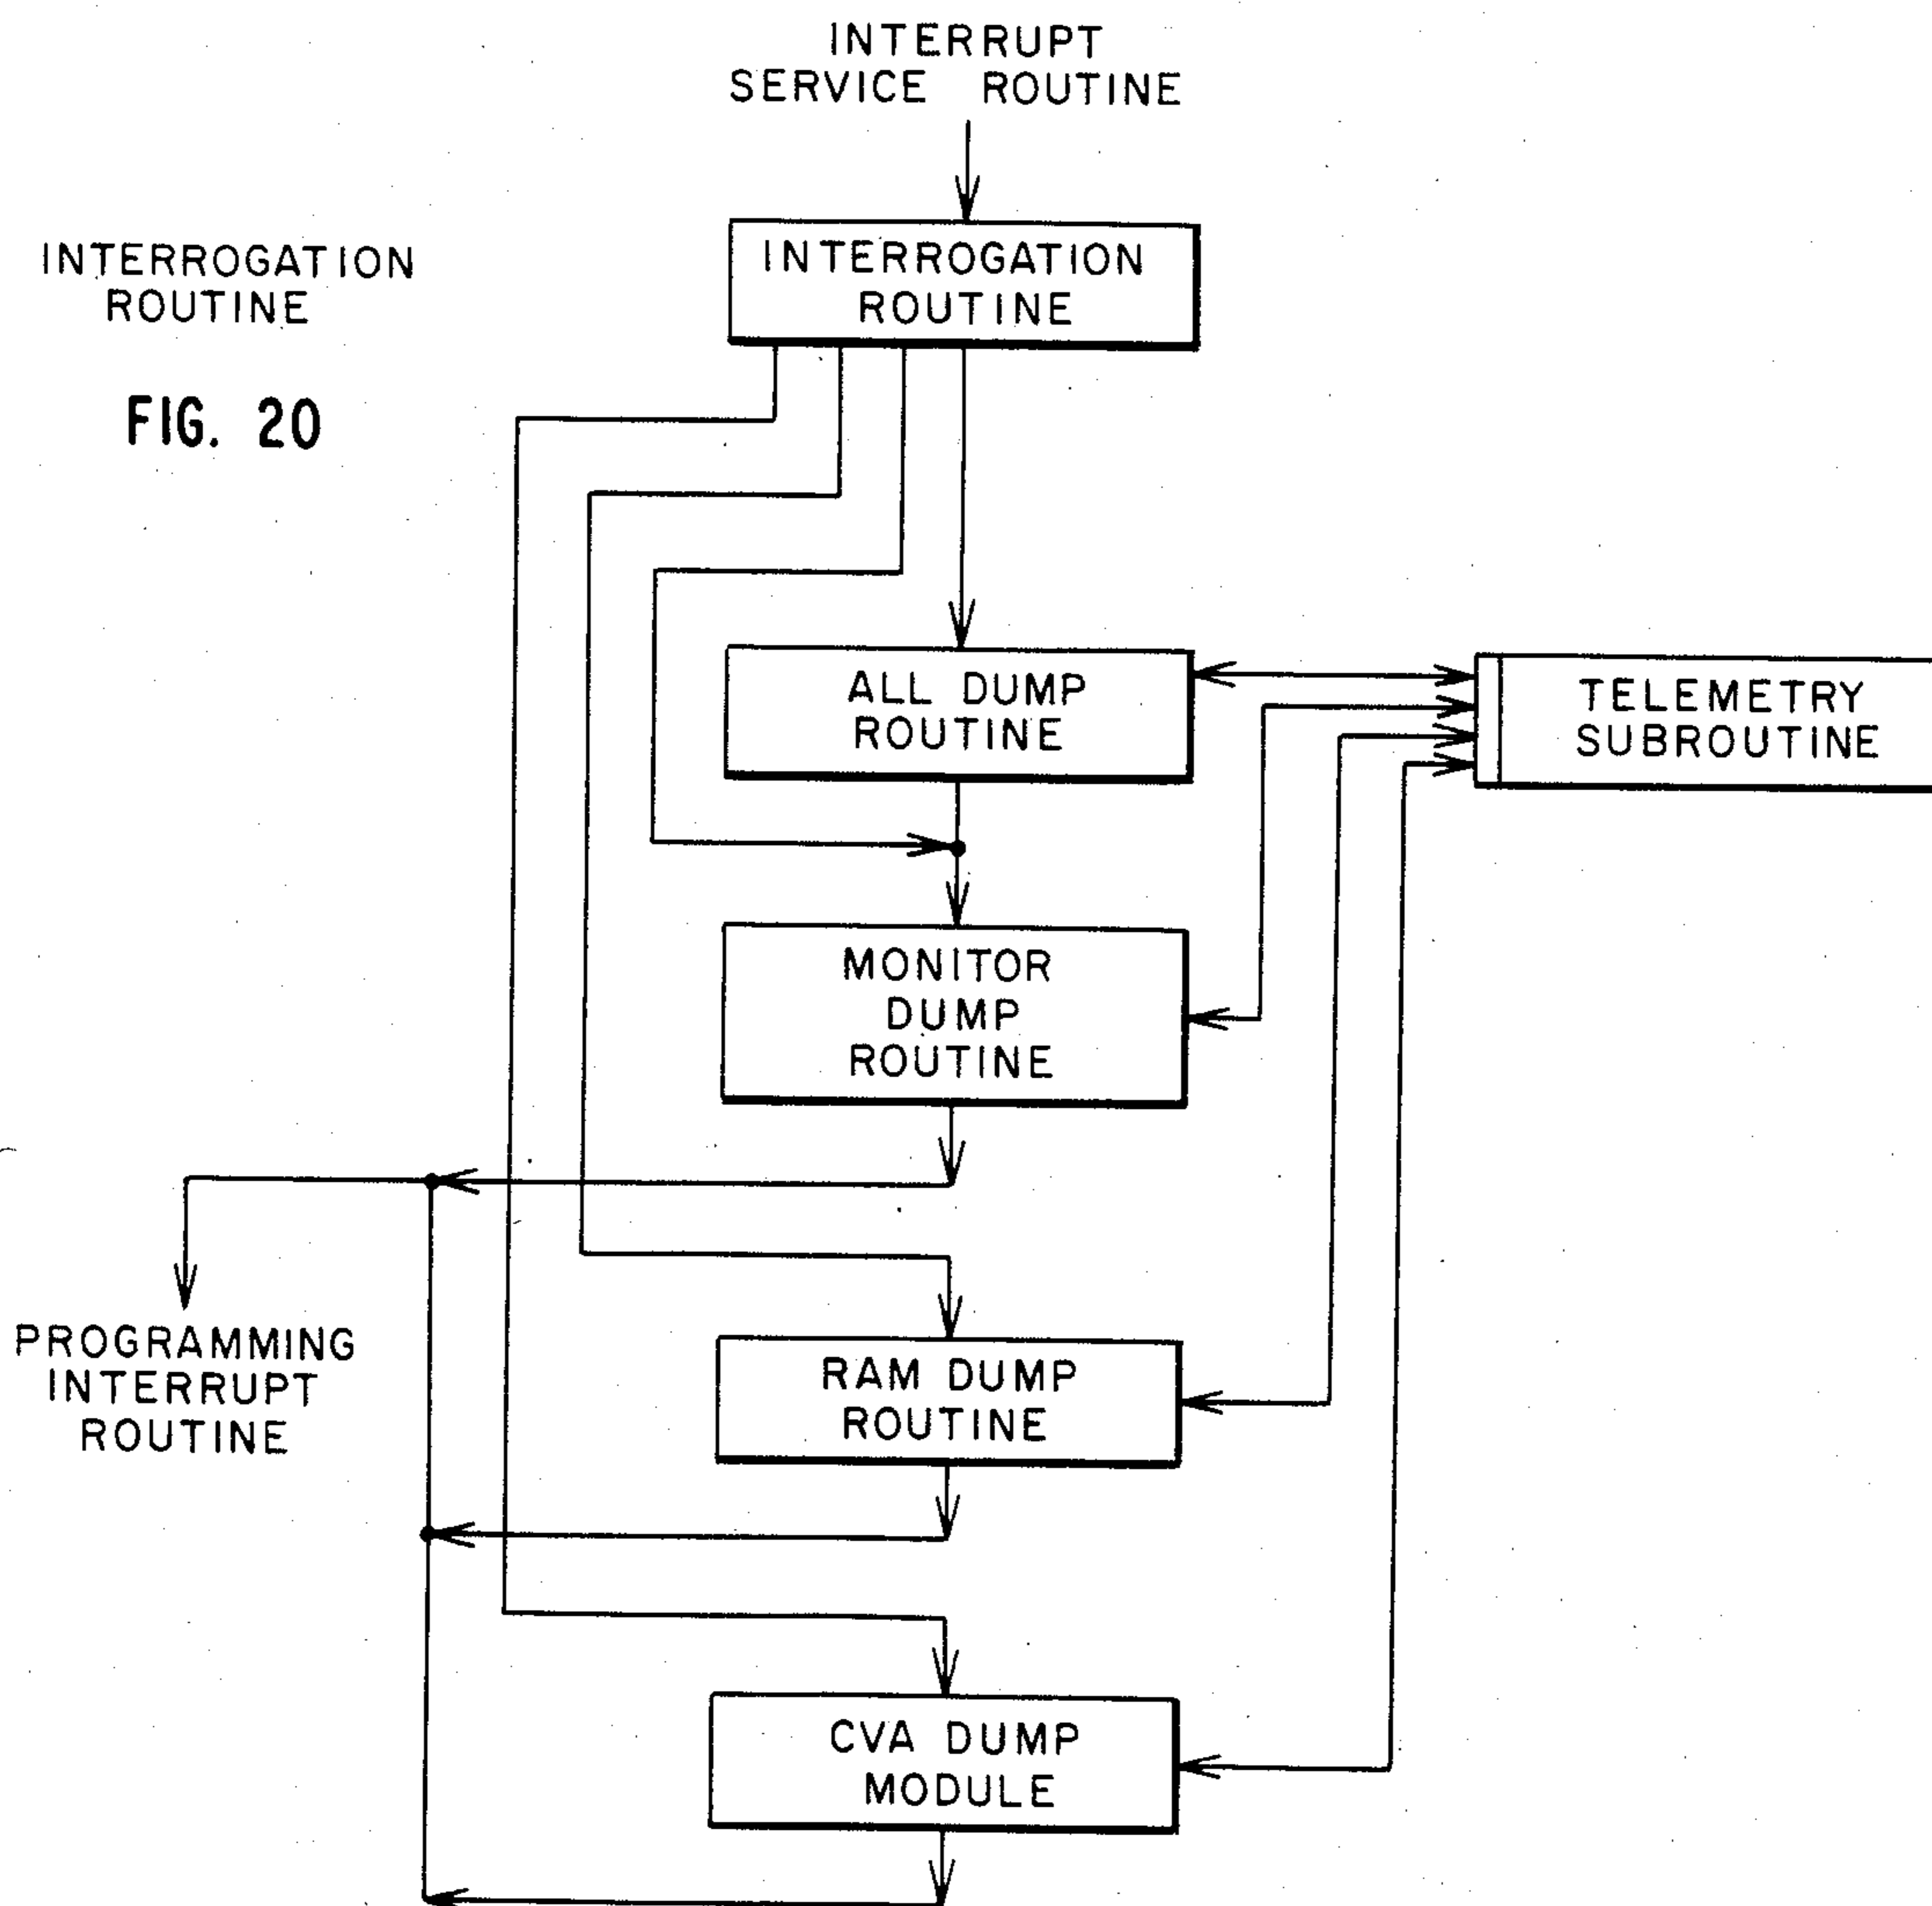 INTERRUPT
SERVICE ROUTINE
INTERROGATION
ROUTINE
FIG. 20
INTERROGATION
ROUTINE
ALL DUMP
ROUTINE
TELEMETRY
SUBROUTINE
MONITOR
DUMP
ROUTINE
PROGRAMMING
INTERRUPT
ROUTINE
RAM DUMP
ROUTINE
CVA DUMP
MODULE